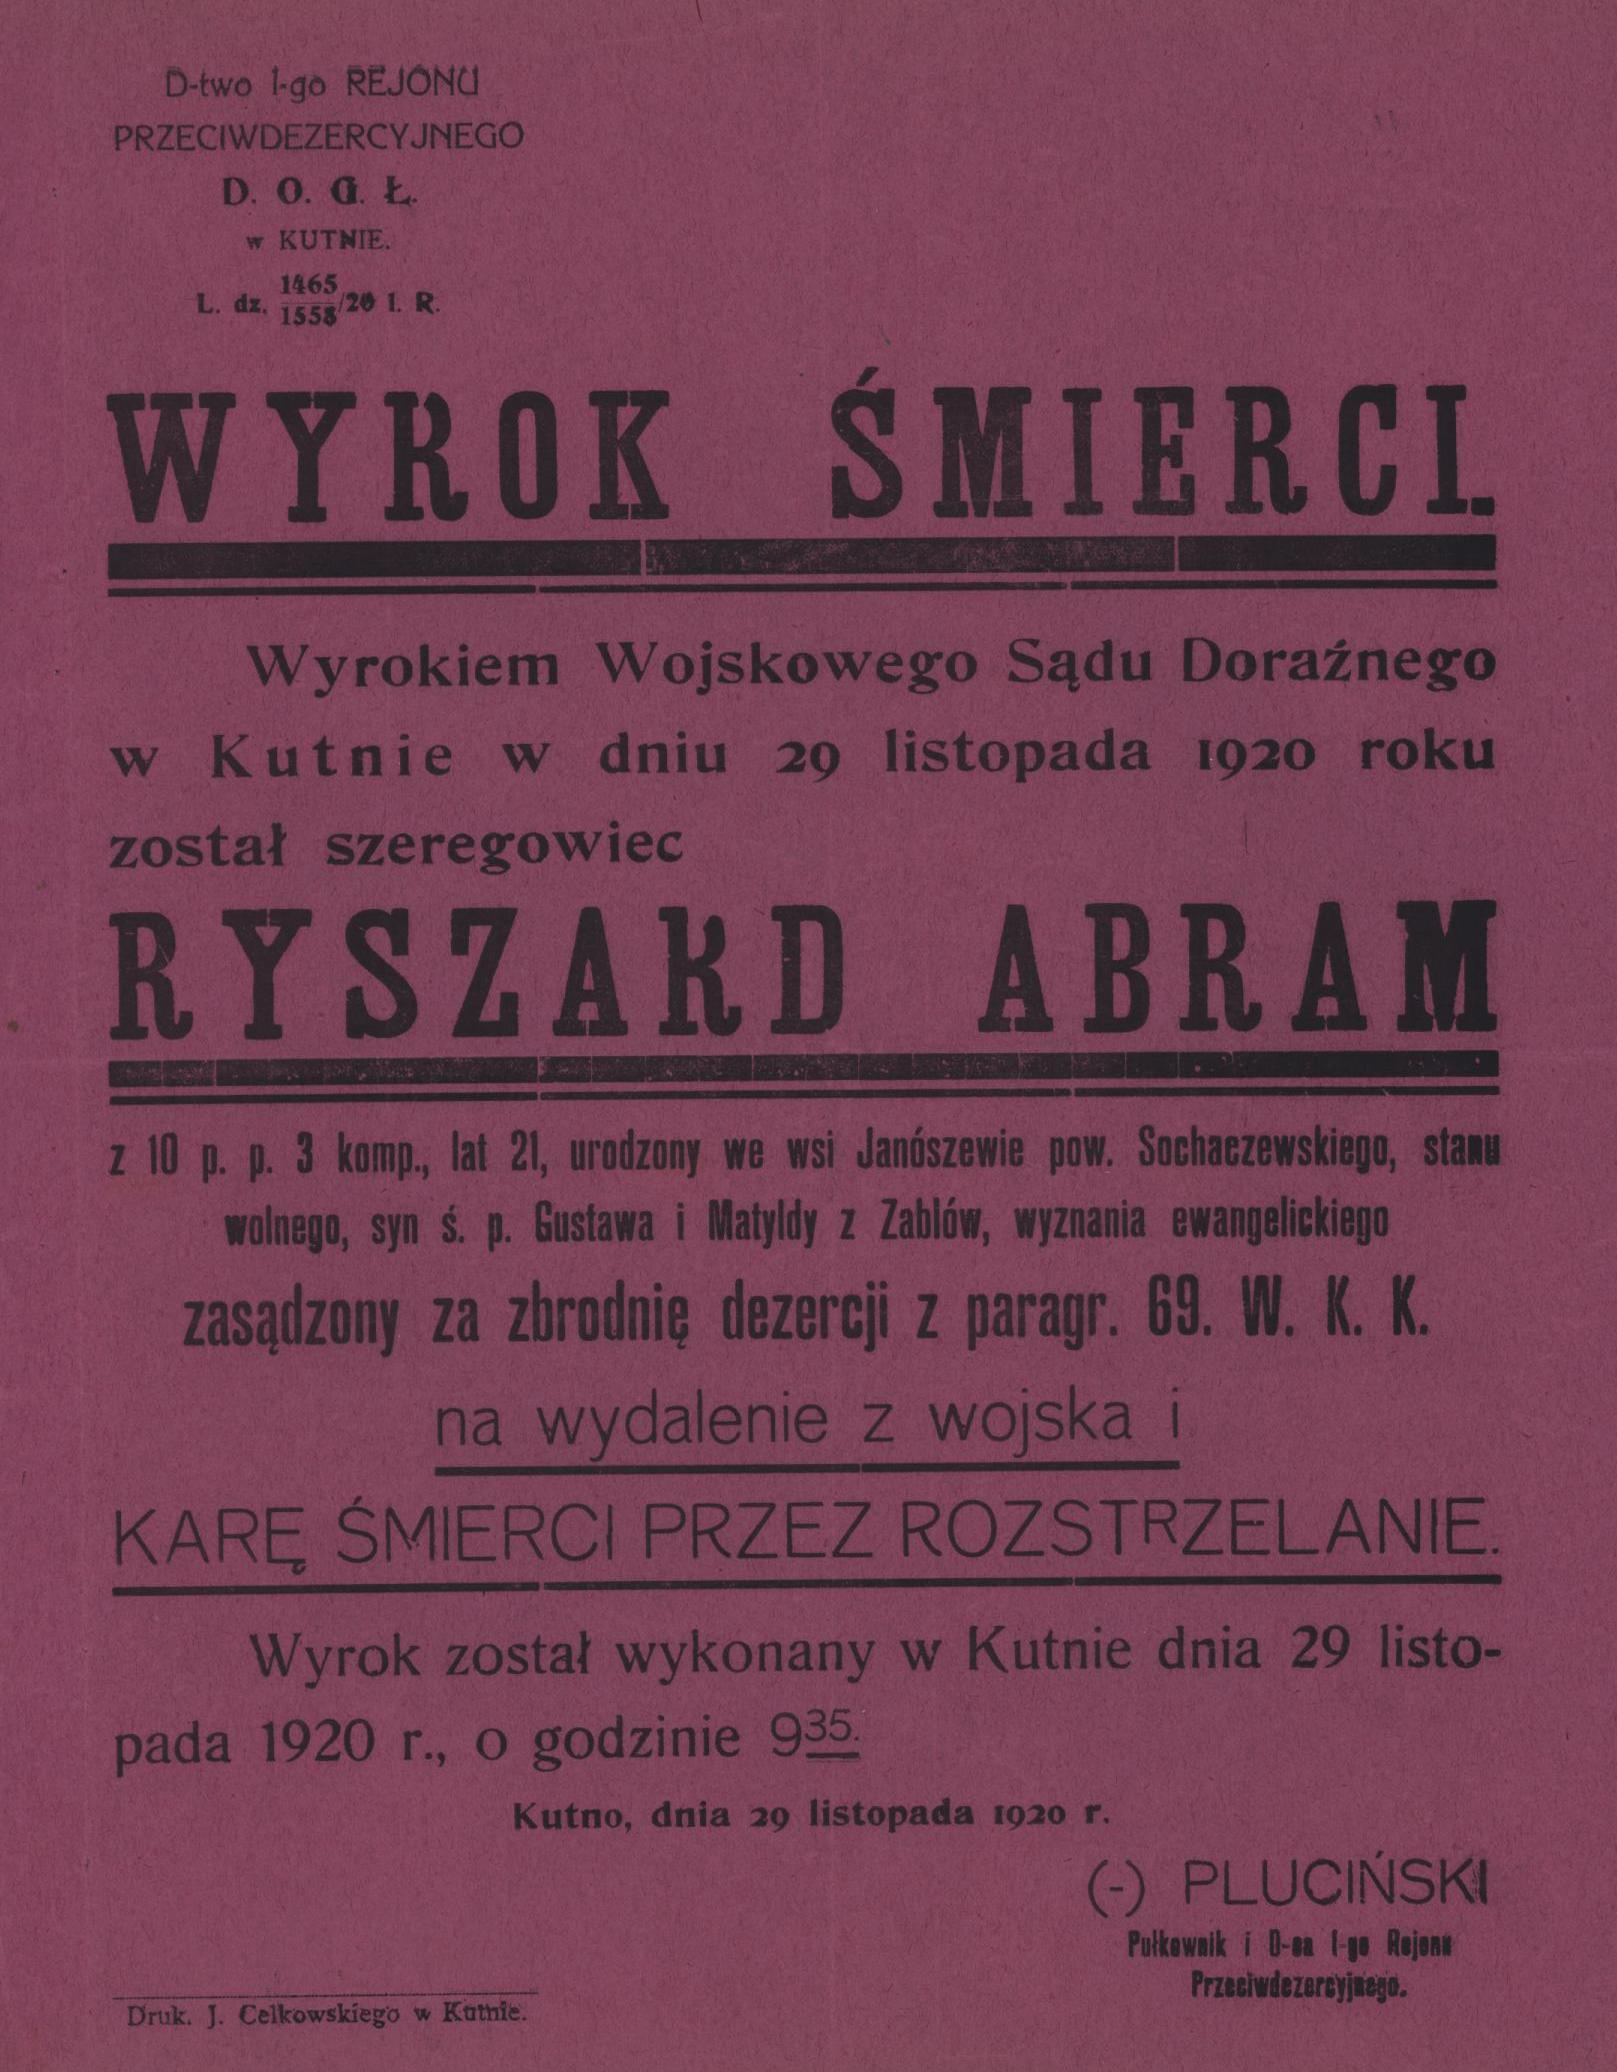 D-two I-go REJONU
PRZECIWDEZERCYJNEGO
D. O. G. Ł.
w KUTNIE.
L. dz. 1465/1558/20 I. R.
WYROK ŚMIERCI.
Wyrokiem Wojskowego Sądu Doraźnego
w Kutnie w dniu 29 listopada 1920 roku
został szeregowiec
RYSZARD ABRAM
z 10 p. p. 3 komp., lat 21, urodzony we wsi Janószewie pow. Sochaczewskiego, stanu
wolnego, syn ś. p. Gustawa i Matyldy z Zablów, wyznania ewangelickiego
zasądzony za zbrodnię dezercji z paragr. 69. W. K. K.
na wydalenie z wojska i
KARĘ ŚMIERCI PRZEZ ROZSTRZELANIE.
Wyrok został wykonany w Kutnie dnia 29 listo-
pada 1920 r., o godzinie 9 35.
Kutno, dnia 29 listopada 1920 r.
(-) PLUCIŃSKI
Pułkownik i D-ca I-go Rejonu
Przeciwdezercyjnego.
Druk. J. Celkowskiego w Kutnie.